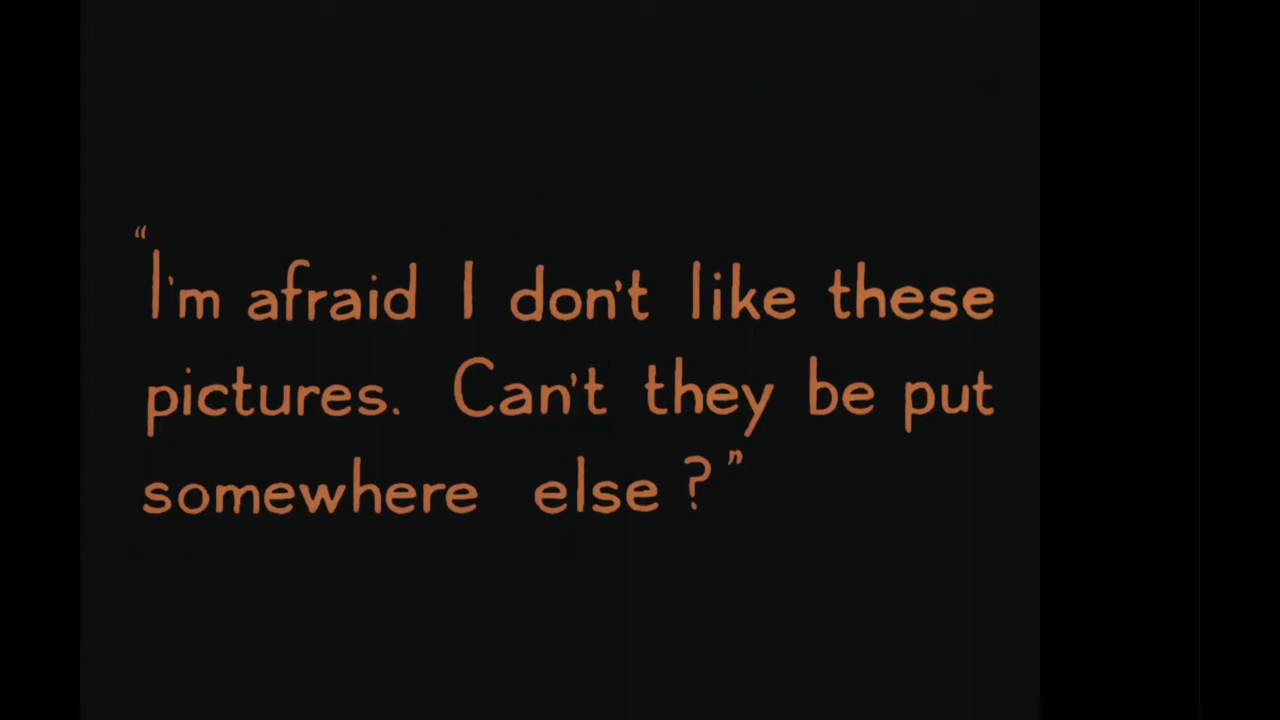 “I'm afraid I don't like these
pictures. Can't they be put
somewhere else?”